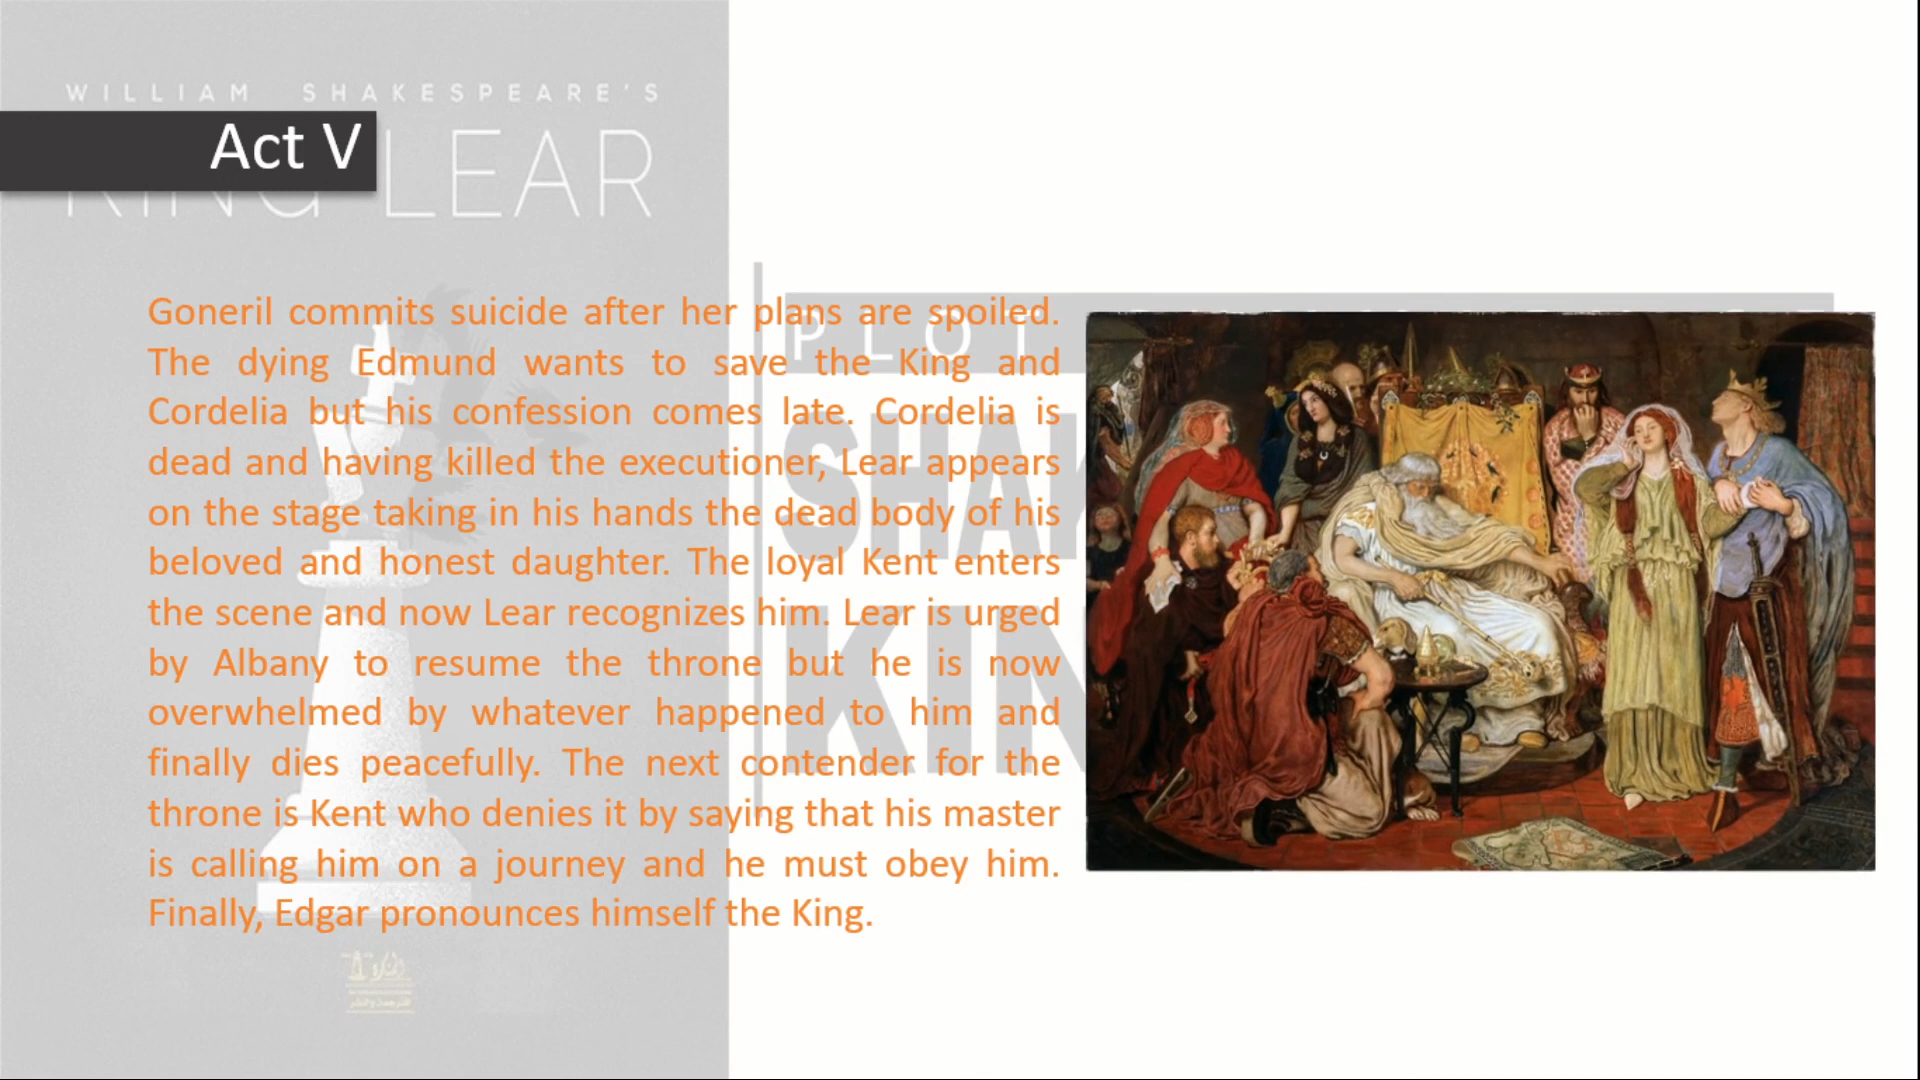 WILLIAM SHAKESPEARE'S
Act V
KING LEAR
PLOT
Goneril commits suicide after her plans are spoiled.
The dying Edmund wants to save the King and
Cordelia but his confession comes late. Cordelia is
dead and having killed the executioner, Lear appears
on the stage taking in his hands the dead body of his
beloved and honest daughter. The loyal Kent enters
the scene and now Lear recognizes him. Lear is urged
by Albany to resume the throne but he is now
overwhelmed by whatever happened to him and
finally dies peacefully. The next contender for the
throne is Kent who denies it by saying that his master
is calling him on a journey and he must obey him.
Finally, Edgar pronounces himself the King.
SHA
KIN